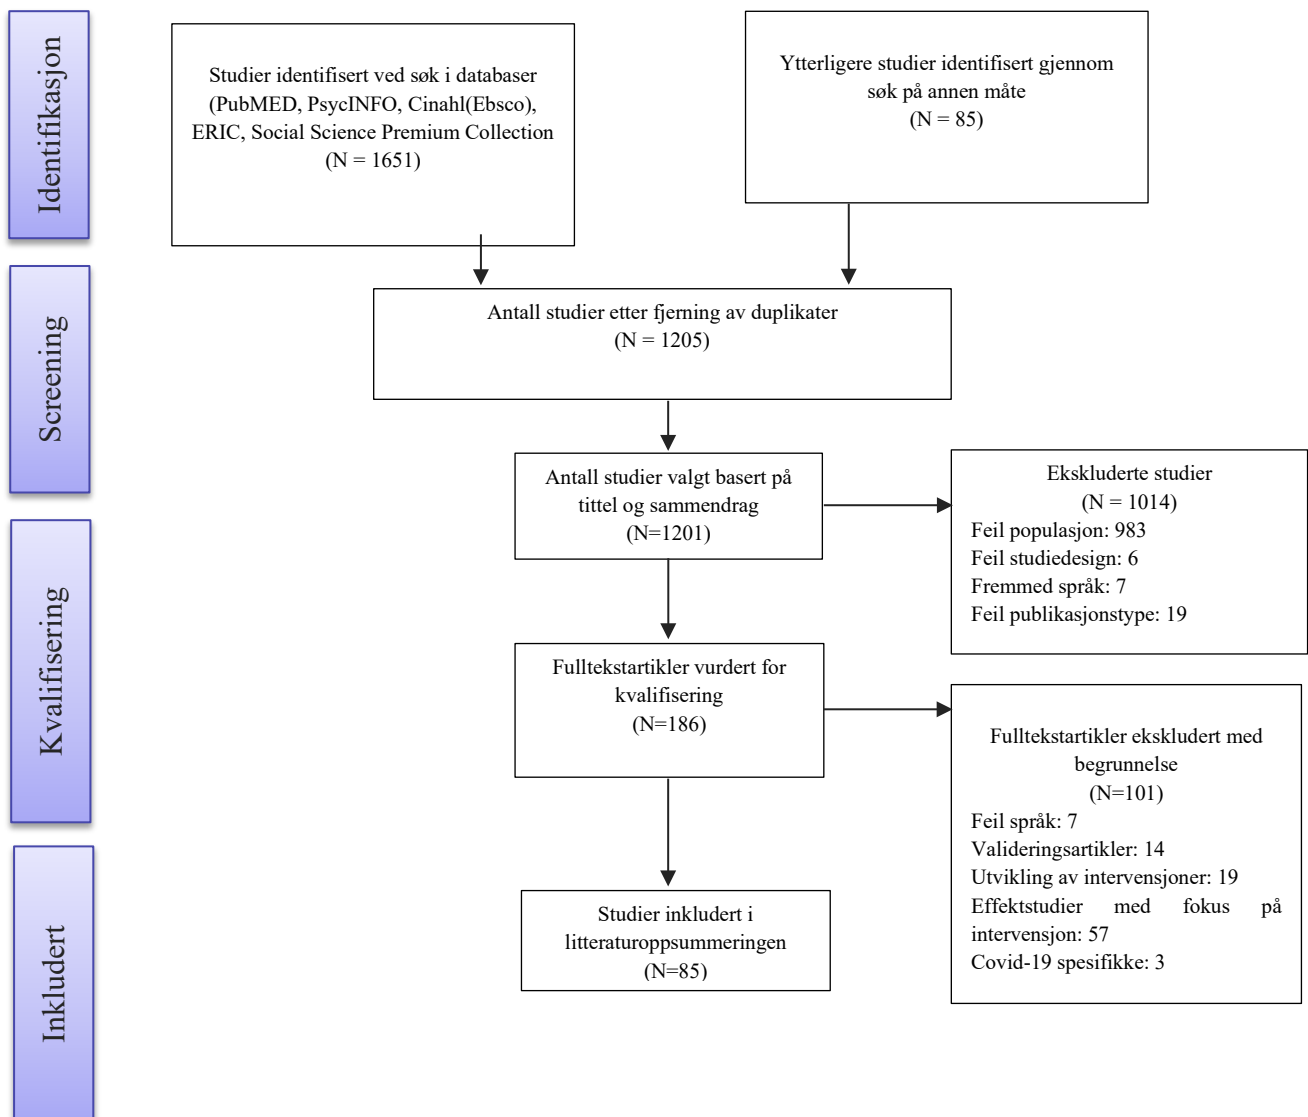 Identifikasjon
Studier identifisert ved søk i databaser
(PubMED, PsycINFO, Cinahl(Ebsco),
ERIC, Social Science Premium Collection
(N = 1651)
Ytterligere studier identifisert gjennom
søk på annen måte
(N = 85)
Screening
Antall studier etter fjerning av duplikater
(N = 1205)
Antall studier valgt basert på
tittel og sammendrag
(N=1201)
Ekskluderte studier
(N = 1014)
Feil populasjon: 983
Feil studiedesign: 6
Fremmed språk: 7
Feil publikasjonstype: 19
Kvalifisering
Fulltekstartikler vurdert for
kvalifisering
(N=186)
Fulltekstartikler ekskludert med
begrunnelse
(N=101)
Feil språk: 7
Valideringsartikler: 14
Utvikling av intervensjoner: 19
Effektstudier med fokus på
intervensjon: 57
Covid-19 spesifikke: 3
Inkludert
Studier inkludert i
litteraturoppsummeringen
(N=85)